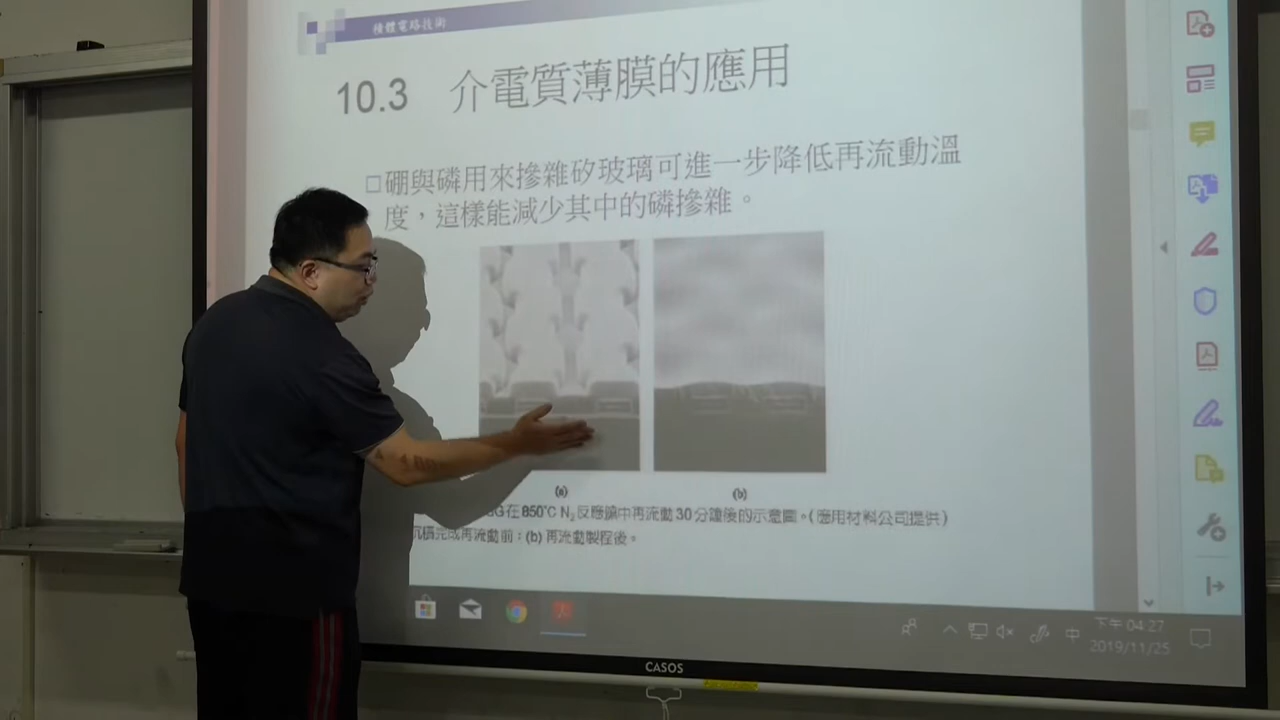 積體電路技術
10.3 介電質薄膜的應用
硼與磷用來摻雜矽玻璃可進一步降低再流動溫
度，這樣能減少其中的磷摻雜。
(a) (b)
在850°C N₂反應爐中再流動30分鐘後的示意圖。(應用材料公司提供)
沉積完成再流動前；(b) 再流動製程後。
中
下午 04:27
2019/11/25
CASOS